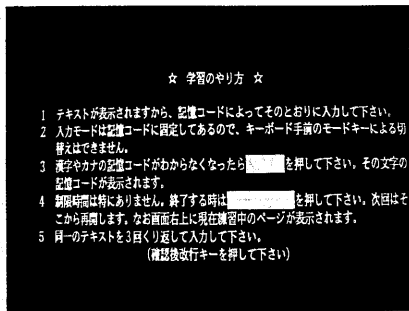 ☆ 学習のやり方 ☆
1 テキストが表示されますから、記憶コードによってそのとおりに入力して下さい。
2 入力モードは記憶コードに固定してあるので、キーボード手前のモードキーによる切
替えはできません。
3 漢字やカナの記憶コードがわからなくなったら を押して下さい。その文字の
記憶コードが表示されます。
4 制限時間は特にありません。終了する時は を押して下さい。次回はそ
こから再開します。なお画面右上に現在練習中のページが表示されます。
5 同一のテキストを3回くり返して入力して下さい。
(確認後改行キーを押して下さい)